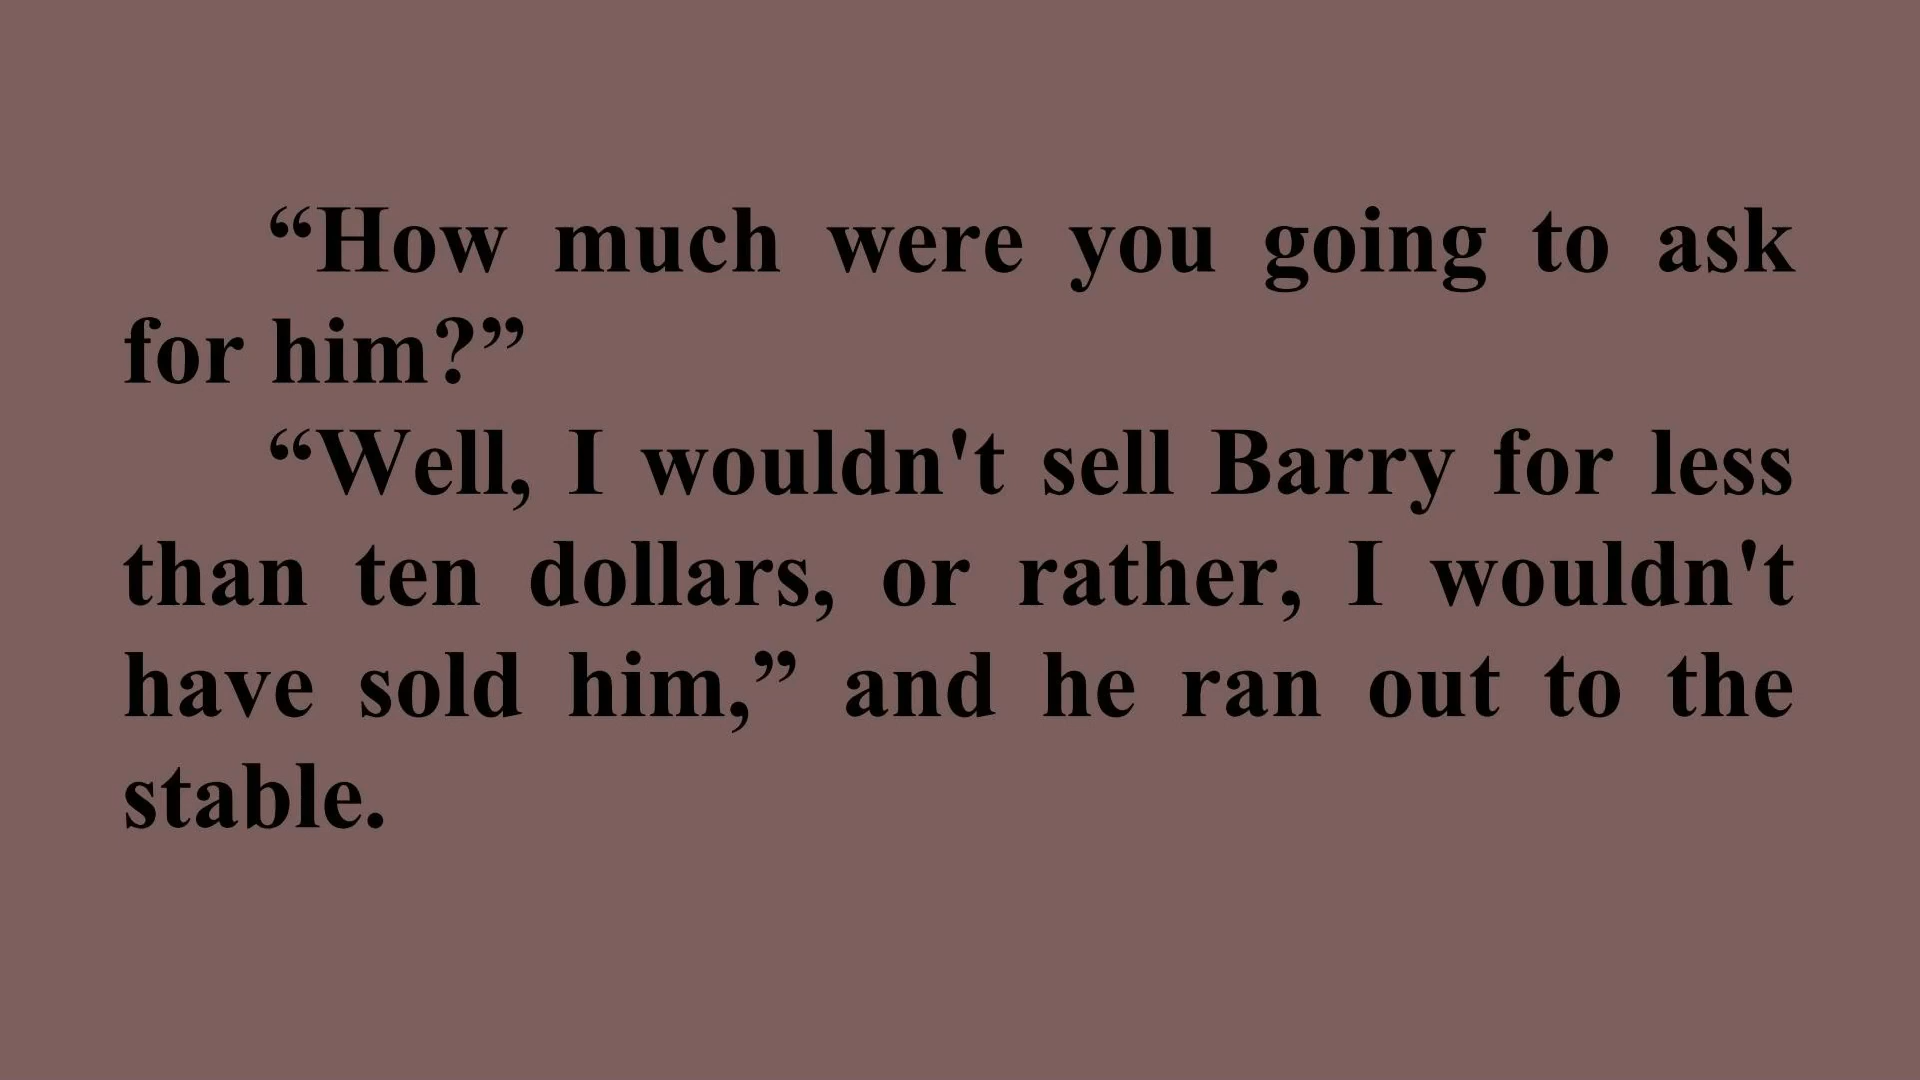 “How much were you going to ask
for him?”
“Well, I wouldn't sell Barry for less
than ten dollars, or rather, I wouldn't
have sold him,” and he ran out to the
stable.